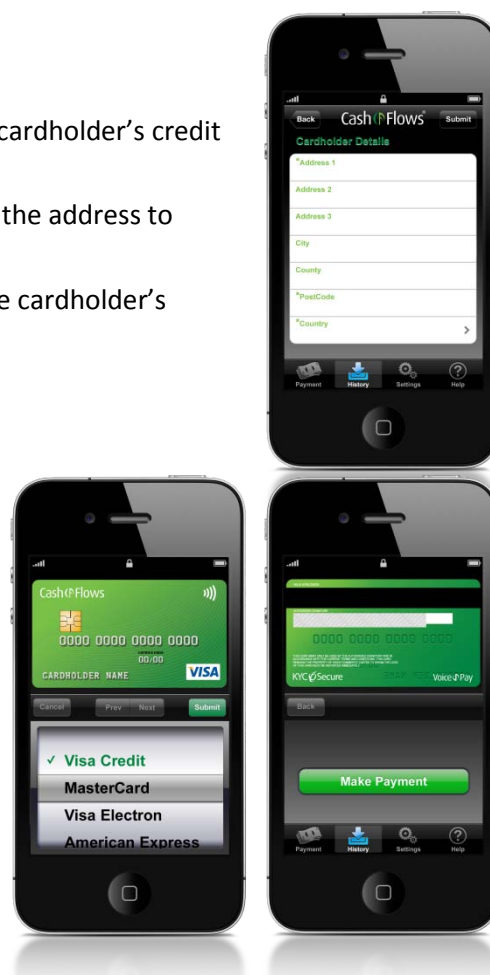 cardholder’s credit
the address to
e cardholder’s
Back Cash Flows Submit
Cardholder Details
*Address 1
Address 2
Address 3
City
County
*PostCode
*Country
Payment History Settings Help
Cash Flows
0000 0000 0000 0000
00/00
CARDHOLDER NAME VISA
Cancel Prev Next Submit
✓ Visa Credit
MasterCard
Visa Electron
American Express
0000 0000 0000 0000
KYC Secure Voice Pay
Back
Make Payment
Payment History Settings Help